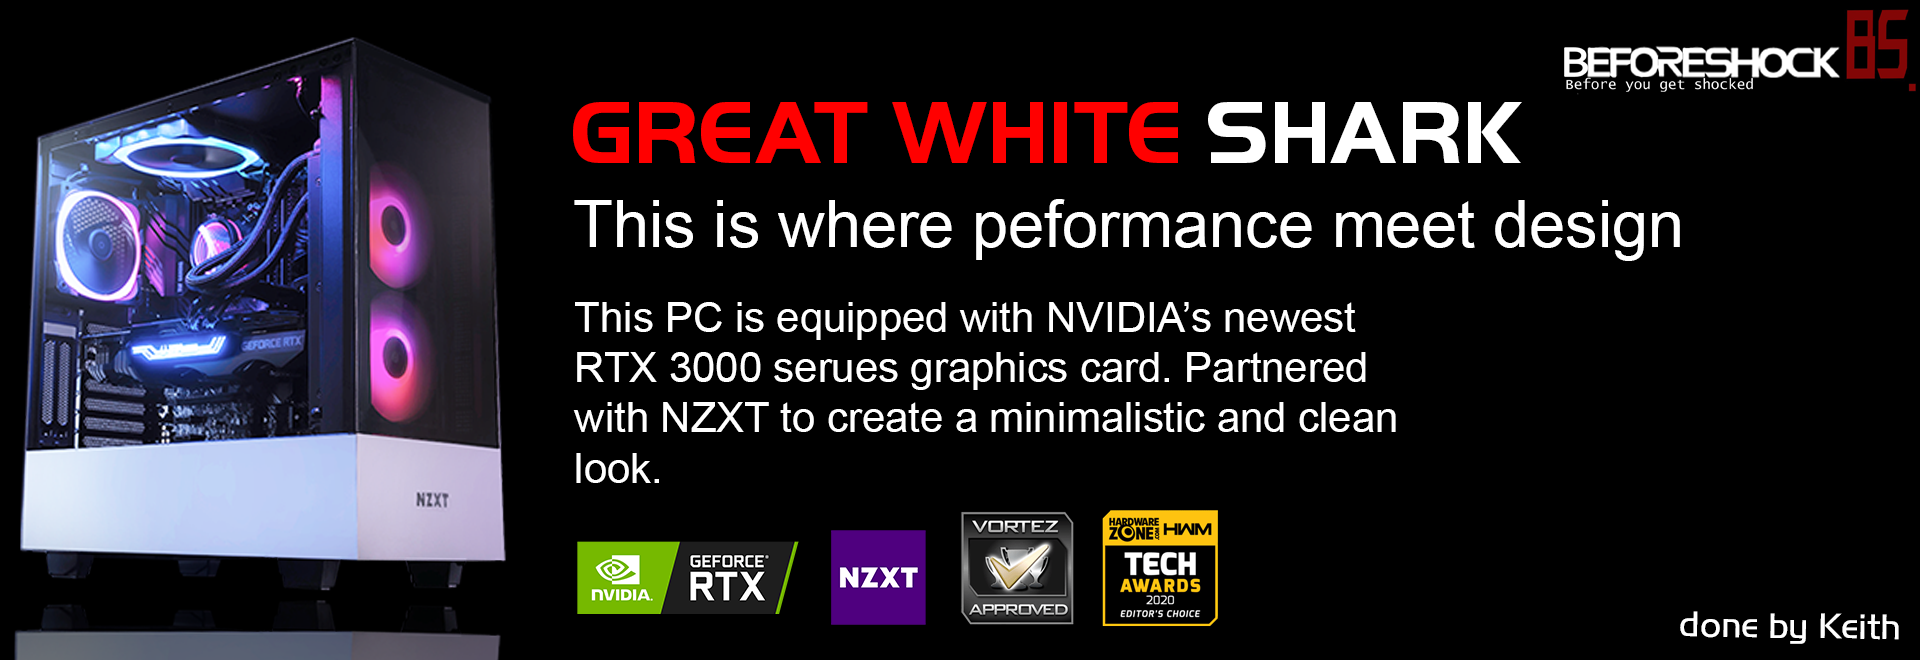 BEFORESHOCK BS.
Before you get shocked
GREAT WHITE SHARK
This is where peformance meet design
This PC is equipped with NVIDIA’s newest
RTX 3000 serues graphics card. Partnered
with NZXT to create a minimalistic and clean
look.
GEFORCE RTX
NZXT
NVIDIA.
GEFORCE®
RTX
NZXT
VORTEZ
APPROVED
HARDWARE
ZONE.COM HWM
TECH
AWARDS
2020
EDITOR'S CHOICE
done by Keith